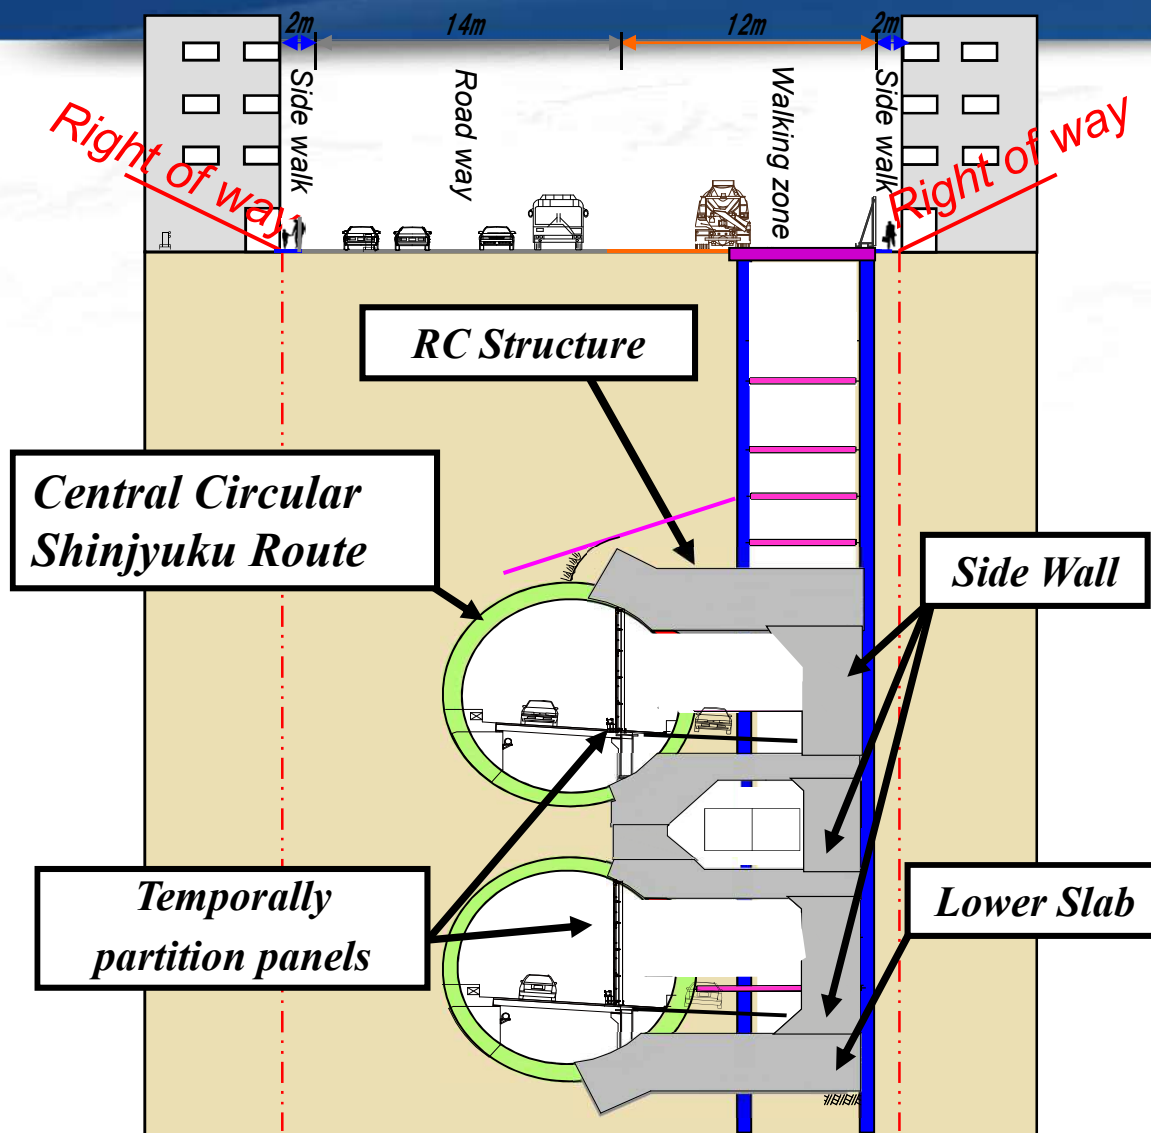 2m
14m
12m
2m
Side walk
Road way
Walking zone
Side walk
Right of way
Right of way
RC Structure
Central Circular
Shinjyuku Route
Side Wall
Temporally
partition panels
Lower Slab